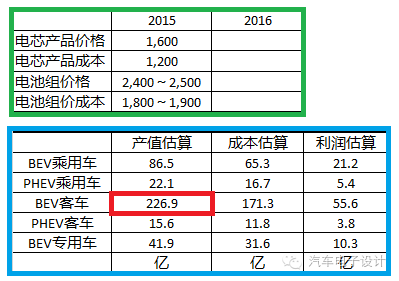 2015 2016
电芯产品价格 1,600
电芯产品成本 1,200
电池组价格 2,400～2,500
电池组价成本 1,800～1,900
产值估算 成本估算 利润估算
BEV乘用车 86.5 65.3 21.2
PHEV乘用车 22.1 16.7 5.4
BEV客车 226.9 171.3 55.6
PHEV客车 15.6 11.8 3.8
BEV专用车 41.9 31.6 10.3
亿 亿 亿
汽车电子设计